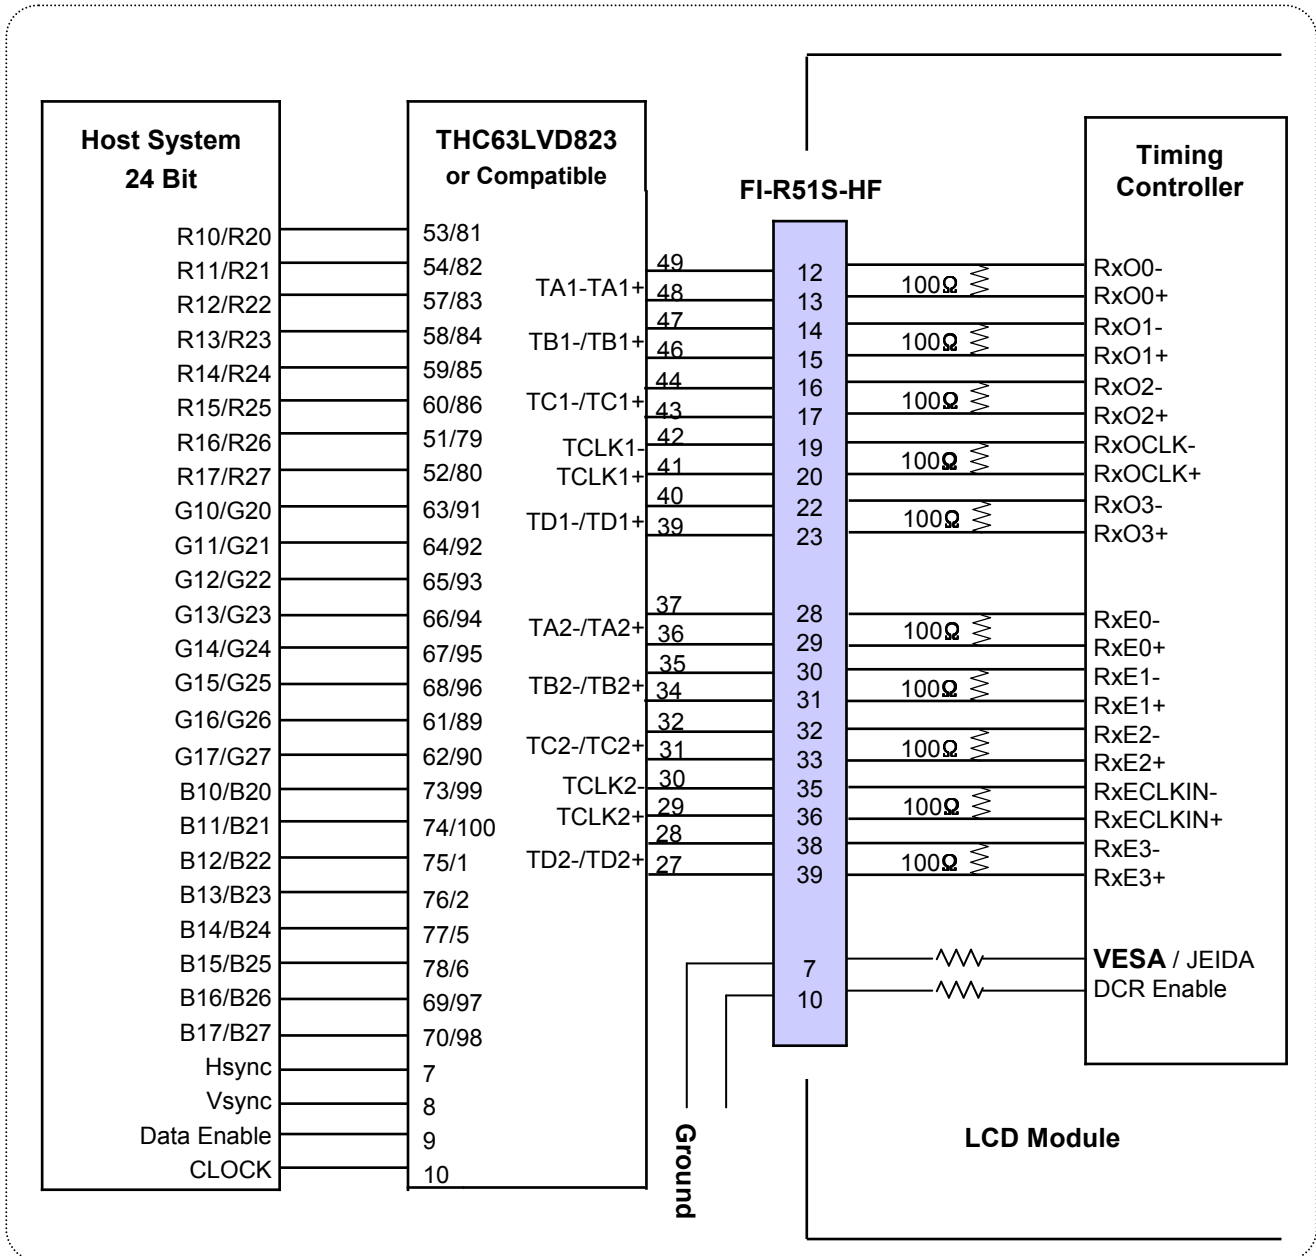 Host System
24 Bit
R10/R20
R11/R21
R12/R22
R13/R23
R14/R24
R15/R25
R16/R26
R17/R27
G10/G20
G11/G21
G12/G22
G13/G23
G14/G24
G15/G25
G16/G26
G17/G27
B10/B20
B11/B21
B12/B22
B13/B23
B14/B24
B15/B25
B16/B26
B17/B27
Hsync
Vsync
Data Enable
CLOCK
THC63LVD823
or Compatible
53/81
54/82
57/83
58/84
59/85
60/86
51/79
52/80
63/91
64/92
65/93
66/94
67/95
68/96
61/89
62/90
73/99
74/100
75/1
76/2
77/5
78/6
69/97
70/98
7
8
9
10
TA1-TA1+
TB1-/TB1+
TC1-/TC1+
TCLK1-
TCLK1+
TD1-/TD1+
TA2-/TA2+
TB2-/TB2+
TC2-/TC2+
TCLK2-
TCLK2+
TD2-/TD2+
49
48
47
46
44
43
42
41
40
39
37
36
35
34
32
31
30
29
28
27
FI-R51S-HF
12
13
14
15
16
17
19
20
22
23
28
29
30
31
32
33
35
36
38
39
7
10
100Ω
100Ω
100Ω
100Ω
100Ω
100Ω
100Ω
100Ω
100Ω
100Ω
Timing
Controller
RxO0-
RxO0+
RxO1-
RxO1+
RxO2-
RxO2+
RxOCLK-
RxOCLK+
RxO3-
RxO3+
RxE0-
RxE0+
RxE1-
RxE1+
RxE2-
RxE2+
RxECLKIN-
RxECLKIN+
RxE3-
RxE3+
VESA / JEIDA
DCR Enable
Ground
LCD Module